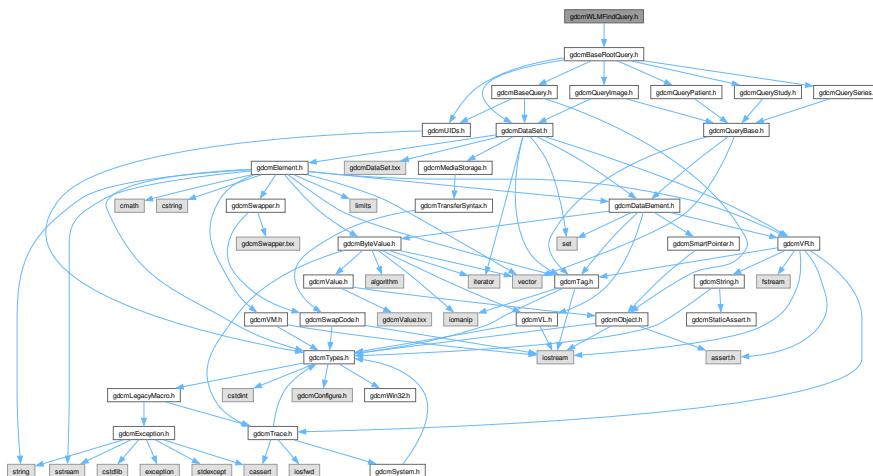 gdcmWLMFindQuery.h
gdcmBaseRootQuery.h
gdcmBaseQuery.h
gdcmQueryImage.h
gdcmQueryPatient.h
gdcmQueryStudy.h
gdcmQuerySeries.
gdcmUIDs.h
gdcmDataSet.h
gdcmQueryBase.h
gdcmElement.h
gdcmDataSet.txx
gdcmMediaStorage.h
cmath
cstring
gdcmSwapper.h
limits
gdcmTransferSyntax.h
gdcmDataElement.h
gdcmSwapper.txx
gdcmByteValue.h
set
gdcmSmartPointer.h
gdcmVR.h
gdcmValue.h
algorithm
iterator
vector
gdcmTag.h
gdcmString.h
fstream
gdcmVM.h
gdcmSwapCode.h
gdcmValue.txx
iomanip
gdcmVL.h
gdcmObject.h
gdcmStaticAssert.h
gdcmTypes.h
iostream
assert.h
gdcmLegacyMacro.h
cstdint
gdcmConfigure.h
gdcmWin32.h
gdcmException.h
gdcmTrace.h
string
sstream
cstdlib
exception
stdexcept
cassert
iosfwd
gdcmSystem.h